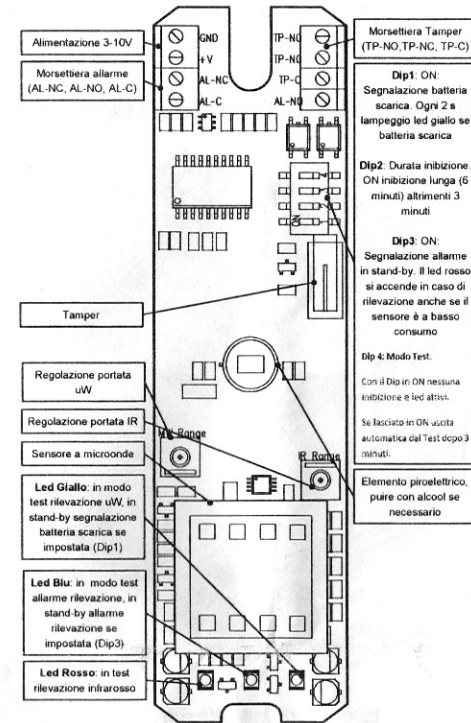 Alimentazione 3-10V
Morsettiera allarme
(AL-NC, AL-NO, AL-C)
GND
+V
AL-NC
AL-C
TP-NO
TP-NC
TP-C
AL-NO
Morsettiera Tamper
(TP-NO,TP-NC, TP-C)
Dip1: ON:
Segnalazione batteria
scarica. Ogni 2 s
lampeggio led giallo se
batteria scarica
Dip2: Durata inibizione.
ON inibizione lunga (6
minuti) altrimenti 3
minuti
Dip3: ON:
Segnalazione allarme
in stand-by. Il led rosso
si accende in caso di
rilevazione anche se il
sensore è a basso
consumo
Dip 4: Modo Test.
Con il Dip in ON nessuna
inibizione e led attivi.
Se lasciato in ON uscita
automatica dal Test dopo 3
minuti.
ON
Tamper
Regolazione portata
uW
Regolazione portata IR
Range
IR Range
Sensore a microonde
Led Giallo: in modo
test rilevazione uW, in
stand-by segnalazione
batteria scarica se
impostata (Dip1)
Elemento piroelettrico,
puire con alcool se
necessario
Led Blu: in modo test
allarme rilevazione, in
stand-by allarme
rilevazione se
impostata (Dip3)
Led Rosso: in test
rilevazione infrarosso